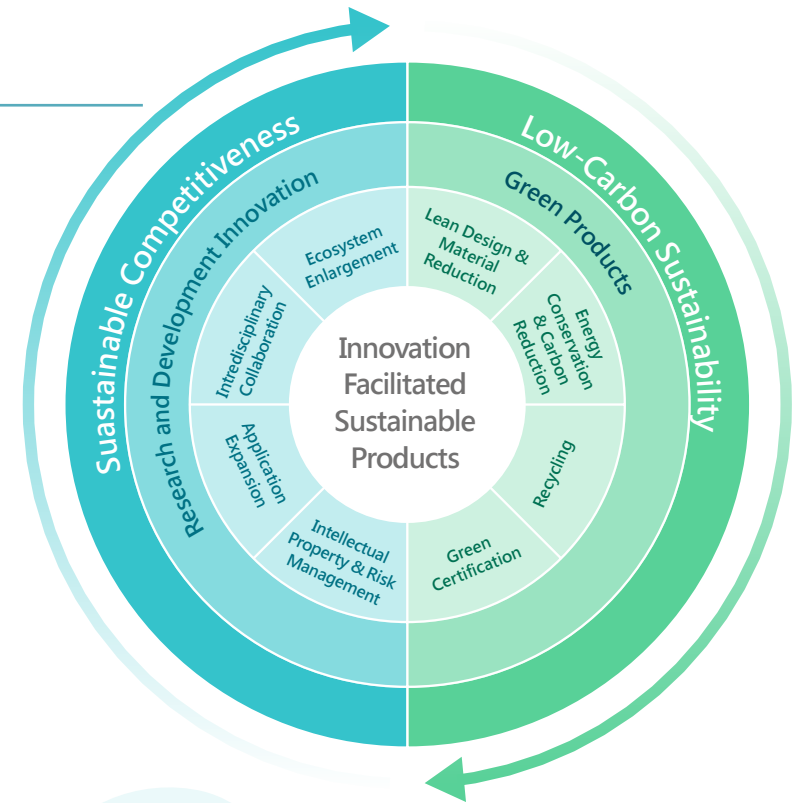 Suastainable Competitiveness
Low-Carbon Sustainability
Research and Development Innovation
Green Products
Ecosystem
Enlargement
Lean Design &
Material
Reduction
Intredisciplinary
Collaboration
Energy
Conservation
& Carbon
Reduction
Innovation
Facilitated
Sustainable
Products
Application
Expansion
Recycling
Intellectual
Property & Risk
Management
Green
Certification